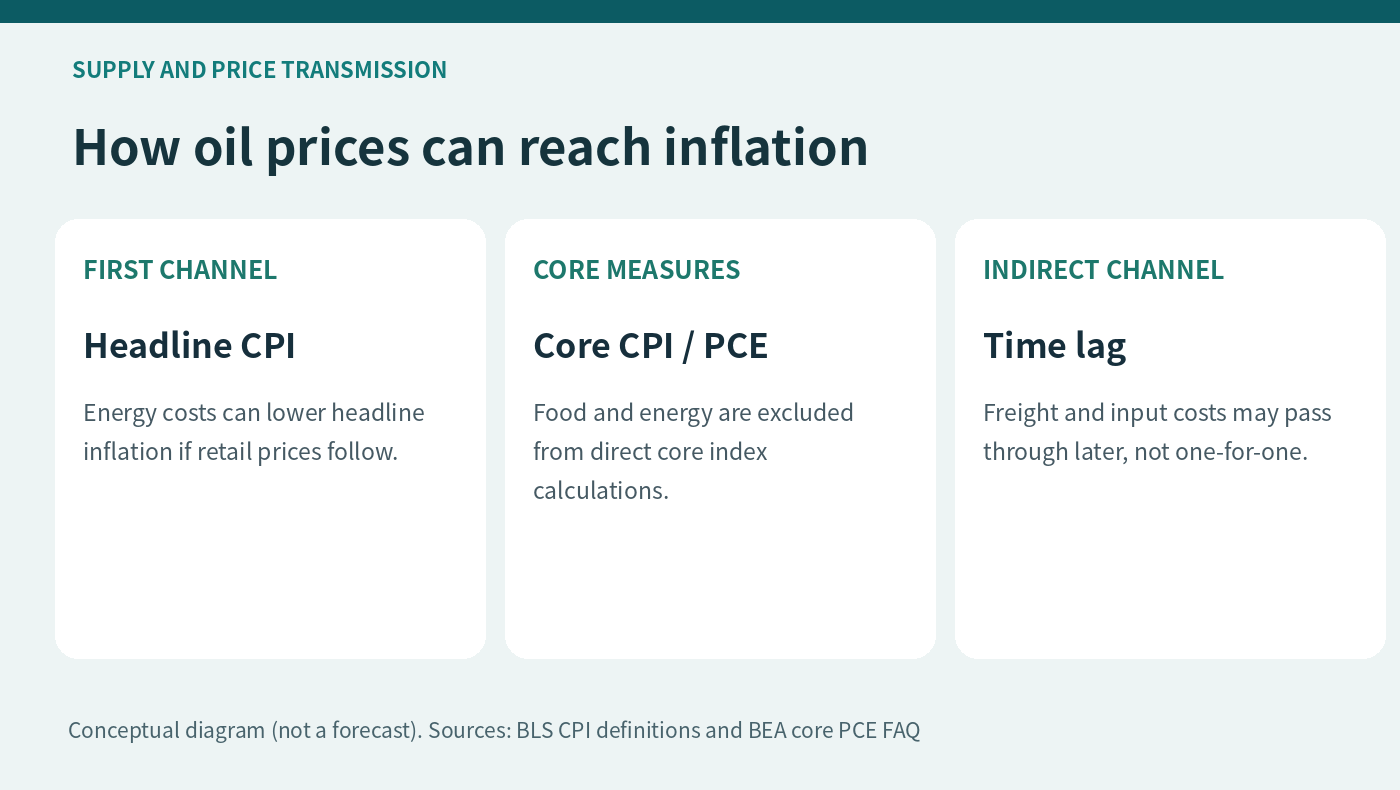 SUPPLY AND PRICE TRANSMISSION
How oil prices can reach inflation
FIRST CHANNEL
Headline CPI
Energy costs can lower headline
inflation if retail prices follow.
CORE MEASURES
Core CPI / PCE
Food and energy are excluded
from direct core index
calculations.
INDIRECT CHANNEL
Time lag
Freight and input costs may pass
through later, not one-for-one.
Conceptual diagram (not a forecast). Sources: BLS CPI definitions and BEA core PCE FAQ